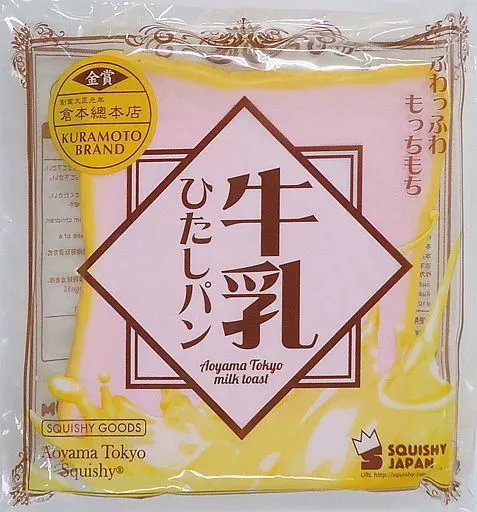 金賞
創業大正元年
倉本總本店
KURAMOTO
BRAND
ふわっふわ
もっちもち
牛乳
ひたしパン
Aoyama Tokyo
milk toast
SQUISHY GOODS
Aoyama Tokyo
Squishy®
SQUISHY
JAPAN